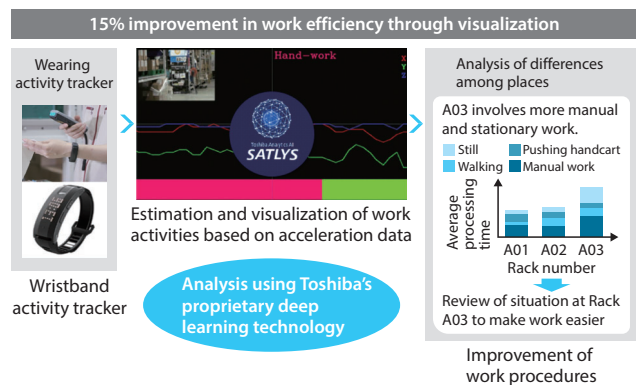 15% improvement in work efficiency through visualization
Wearing
activity tracker
Wristband
activity tracker
Hand-work
X
Y
Z
Toshiba Analytics AI
SATLYS
Estimation and visualization of work
activities based on acceleration data
Analysis using Toshiba's
proprietary deep
learning technology
Analysis of differences
among places
A03 involves more manual
and stationary work.
Still
Pushing handcart
Walking
Manual work
Average
processing
time
A01 A02 A03
Rack number
Review of situation at Rack
A03 to make work easier
Improvement of
work procedures